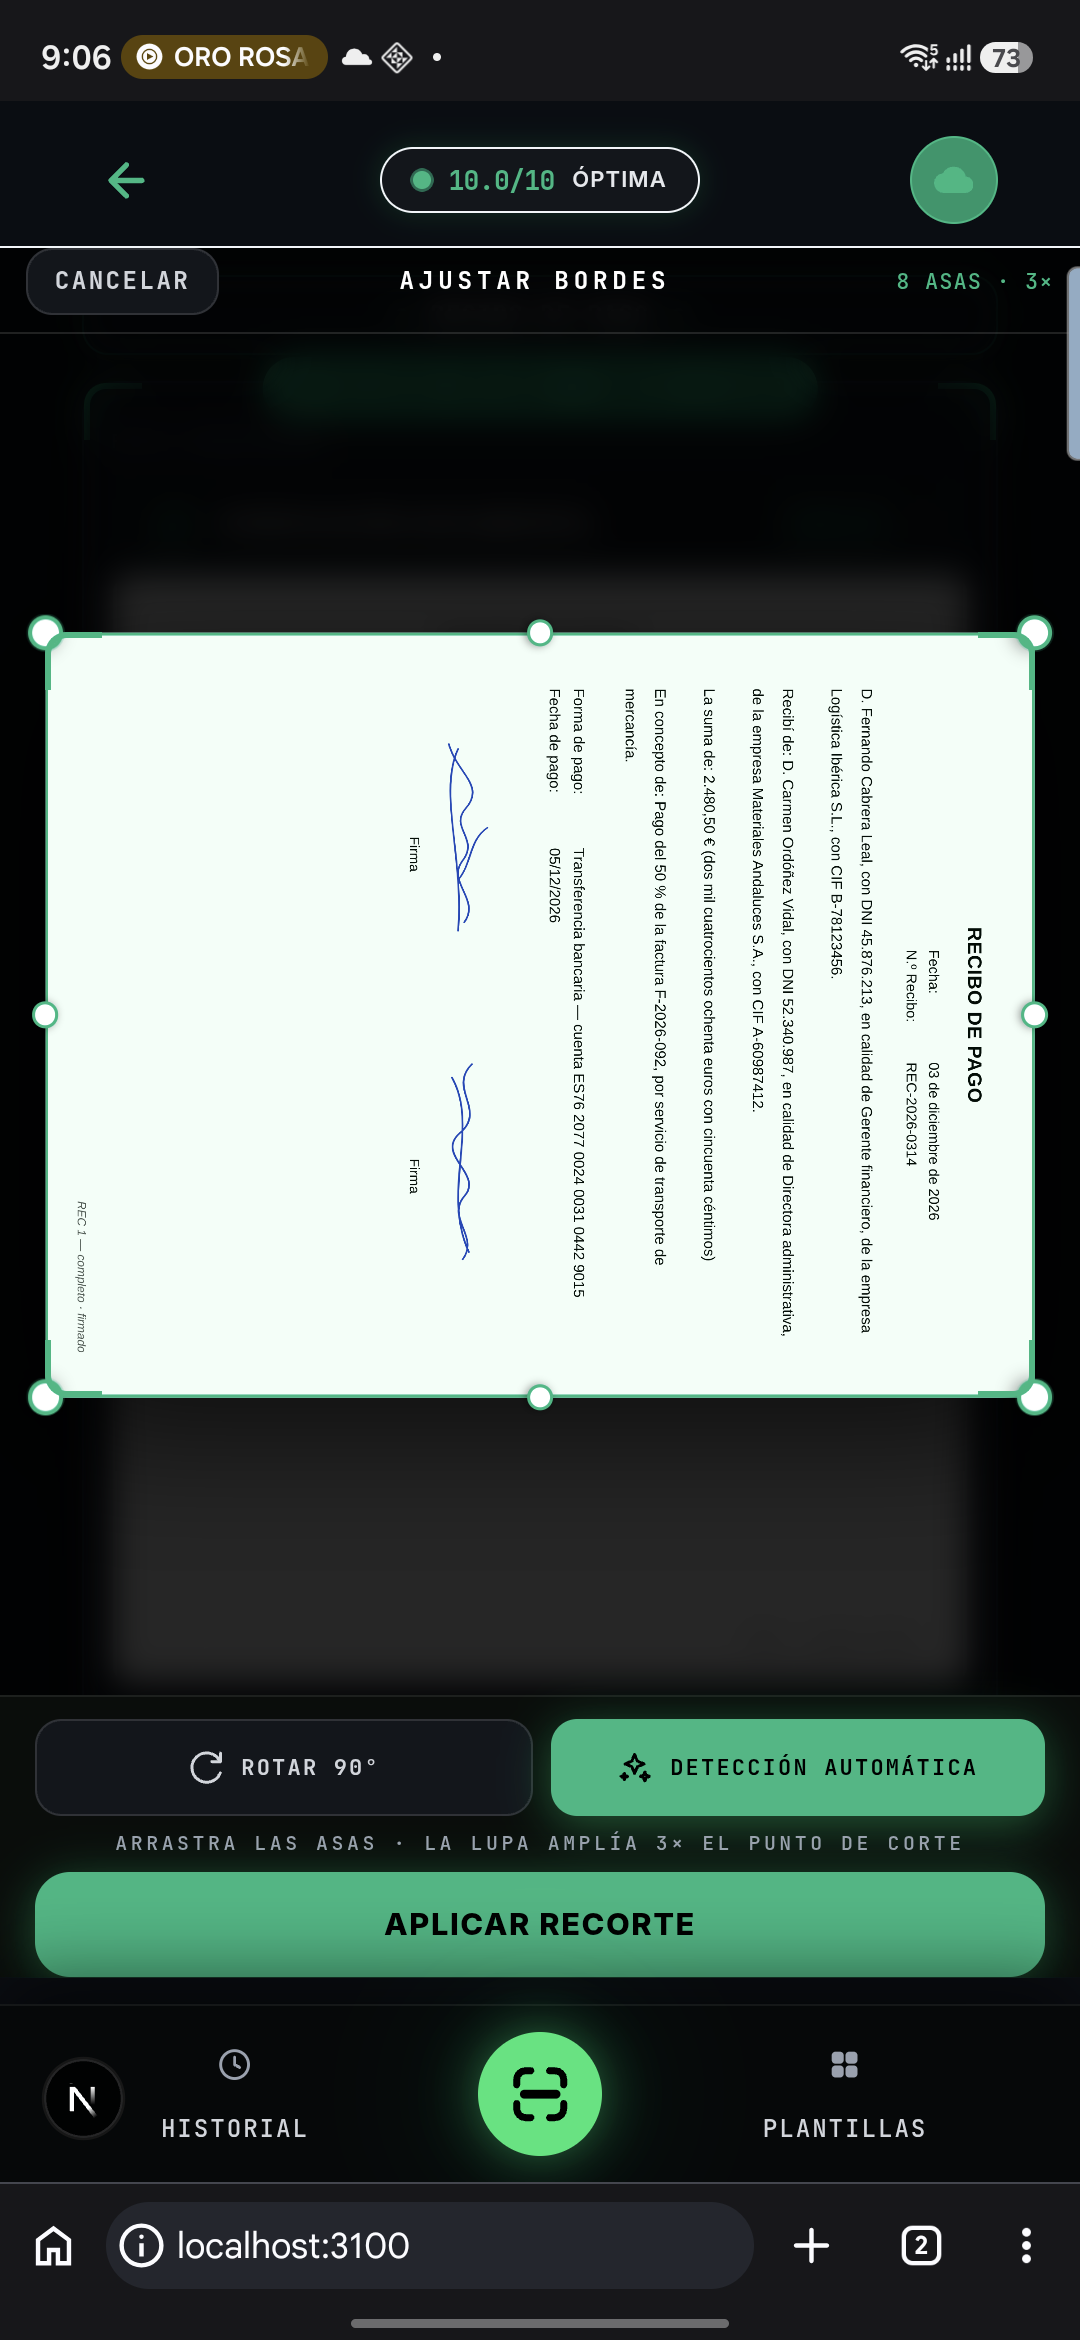 9:06
ORO ROSA
5
73
10.0/10 ÓPTIMA
CANCELAR
AJUSTAR BORDES
8 ASAS · 3×
RECIBO DE PAGO
Fecha: 03 de diciembre de 2026
N.º Recibo: REC-2026-0314
D. Fernando Cabrera Leal, con DNI 45.876.213, en calidad de Gerente financiero, de la empresa
Logística Ibérica S.L., con CIF B-78123456.
Recibí de: D. Carmen Ordóñez Vidal, con DNI 52.340.987, en calidad de Directora administrativa,
de la empresa Materiales Andaluces S.A., con CIF A-60987412.
La suma de: 2.480,50 € (dos mil cuatrocientos ochenta euros con cincuenta céntimos)
En concepto de: Pago del 50 % de la factura F-2026-092, por servicio de transporte de
mercancía.
Forma de pago: Transferencia bancaria — cuenta ES76 2077 0024 0031 0442 9015
Fecha de pago: 05/12/2026
Firma
Firma
REC 1 — completo · firmado
ROTAR 90°
DETECCIÓN AUTOMÁTICA
ARRASTRA LAS ASAS · LA LUPA AMPLÍA 3× EL PUNTO DE CORTE
APLICAR RECORTE
N
HISTORIAL
PLANTILLAS
localhost:3100
2